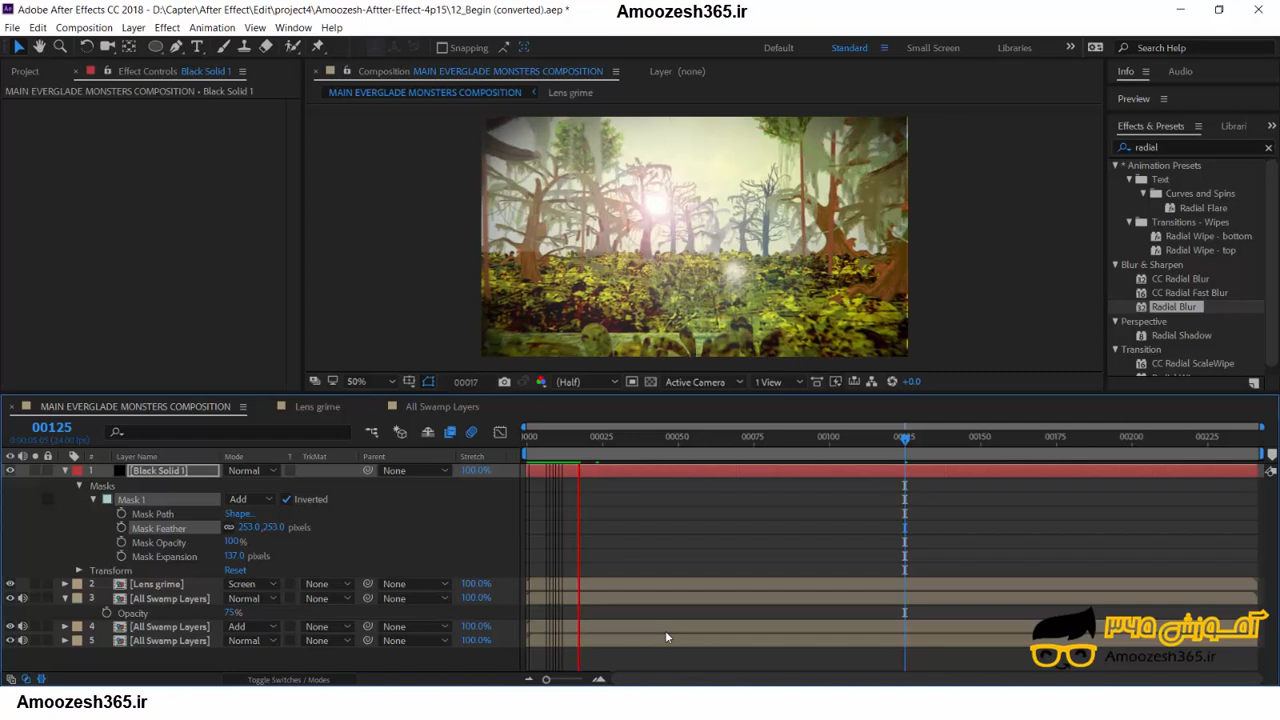 Adobe After Effects CC 2018 - D:\Capter\After Effect\Edit\project4\Amoozesh-Affter-Effect-4p15\12_Begin (converted).aep *
Amoozesh365.ir
File Edit Composition Layer Effect Animation View Window Help
Snapping
Default Standard Small Screen Libraries
Search Help
Project
Effect Controls Black Solid 1
MAIN EVERGLADE MONSTERS COMPOSITION • Black Solid 1
Composition MAIN EVERGLADE MONSTERS COMPOSITION
Layer (none)
MAIN EVERGLADE MONSTERS COMPOSITION
Lens grime
Info Audio
Preview
Effects & Presets Librari
radial
* Animation Presets
Text
Curves and Spins
Radial Flare
Transitions - Wipes
Radial Wipe - bottom
Radial Wipe - top
Blur & Sharpen
CC Radial Blur
CC Radial Fast Blur
Radial Blur
Perspective
Radial Shadow
Transition
CC Radial ScaleWipe
50% 00017 (Half) Active Camera 1 View +0.0
MAIN EVERGLADE MONSTERS COMPOSITION Lens grime All Swamp Layers
00125
0:00:05:05 (24.00 fps)
# Layer Name Mode T TrkMat Parent Stretch
0000 00025 00050 00075 00100 00125 00150 00175 00200 00225
1 [Black Solid 1] Normal None 100.0%
Masks
Mask 1 Add Inverted
Mask Path Shape...
Mask Feather 253.0,253.0 pixels
Mask Opacity 100%
Mask Expansion 137.0 pixels
Transform Reset
2 [Lens grime] Screen None None 100.0%
3 [All Swamp Layers] Normal None None 100.0%
Opacity 75%
4 [All Swamp Layers] Add None None 100.0%
5 [All Swamp Layers] Normal None None 100.0%
Toggle Switches / Modes
آمـوزش ۳۶۵
Amoozesh365.ir
Amoozesh365.ir